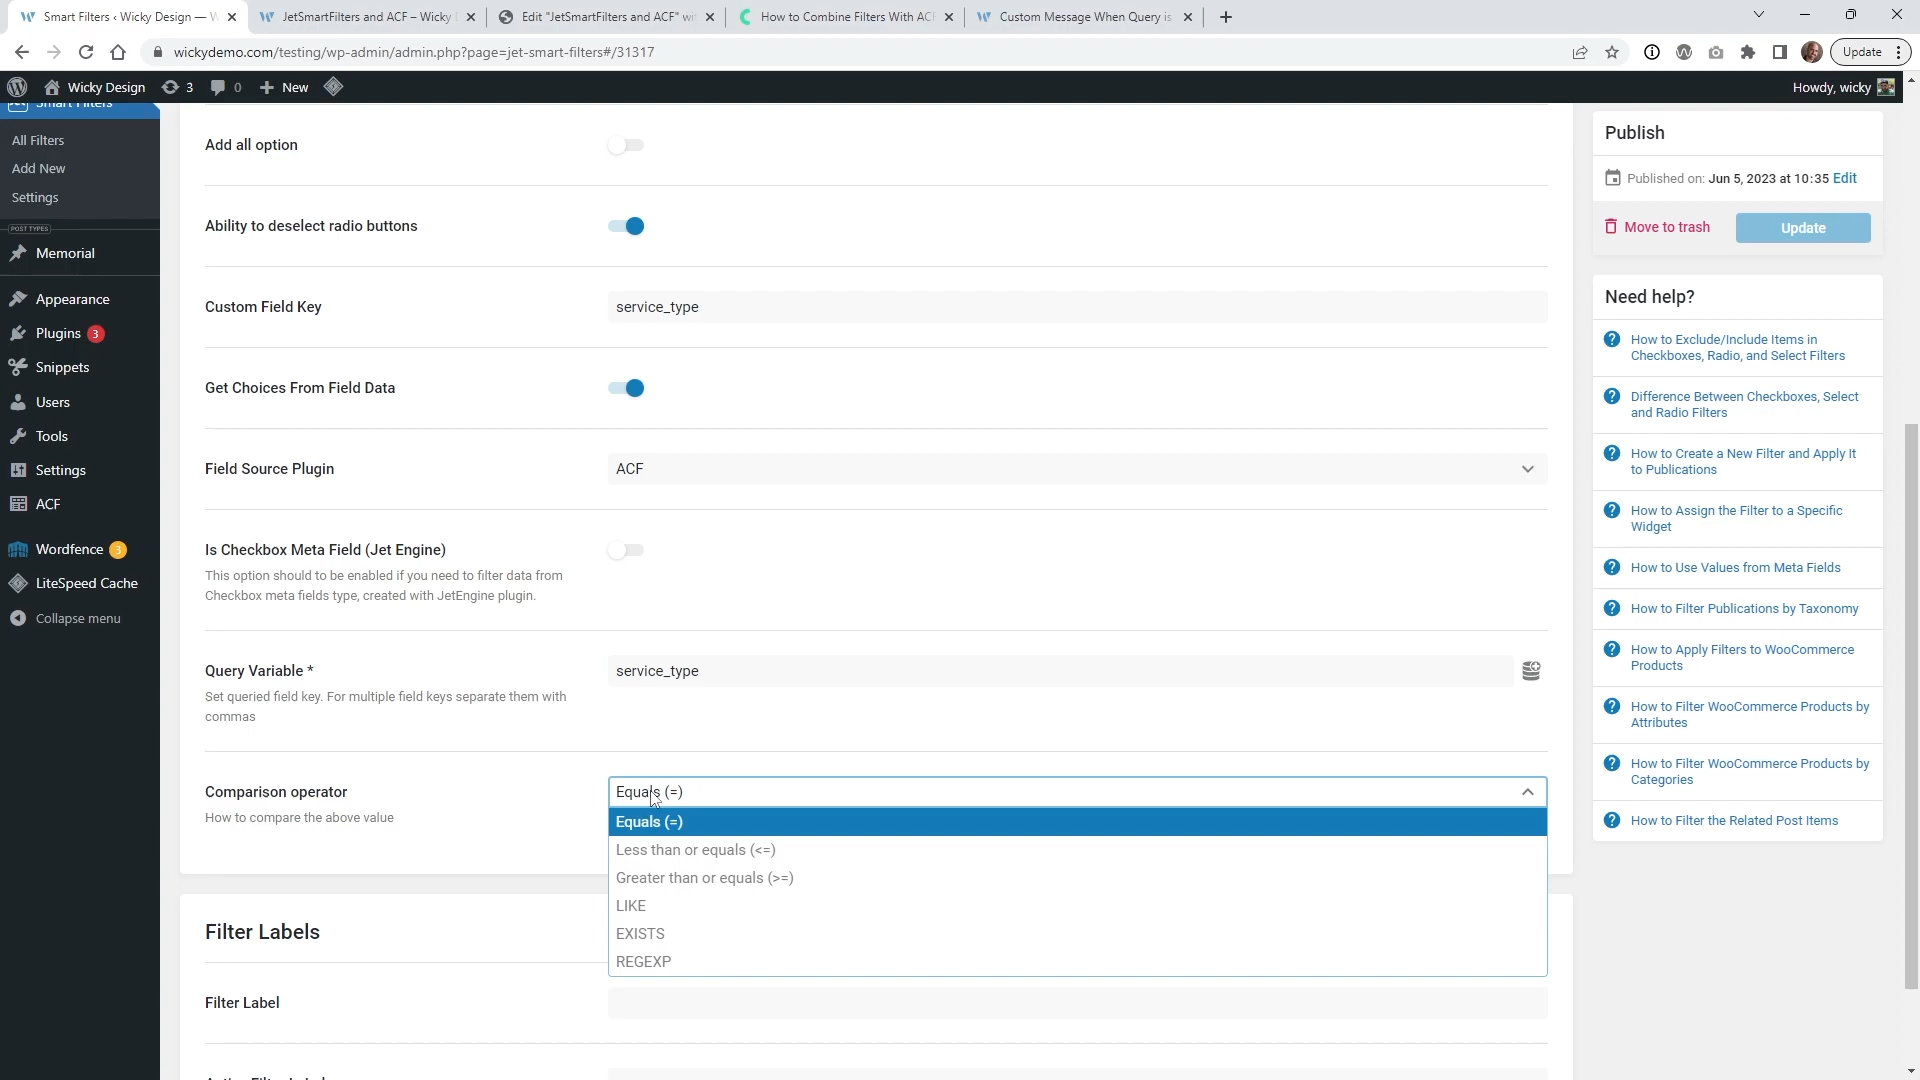 Smart Filters ‹ Wicky Design — W
JetSmartFilters and ACF – Wicky D
Edit "JetSmartFilters and ACF" wi
How to Combine Filters With ACF
Custom Message When Query is
wickydemo.com/testing/wp-admin/admin.php?page=jet-smart-filters#/31317
Update
Wicky Design
3
0
New
Howdy, wicky
Smart Filters
All Filters
Add New
Settings
POST TYPES
Memorial
Appearance
Plugins 3
Snippets
Users
Tools
Settings
ACF
Wordfence 3
LiteSpeed Cache
Collapse menu
Add all option
Ability to deselect radio buttons
Custom Field Key
service_type
Get Choices From Field Data
Field Source Plugin
ACF
Is Checkbox Meta Field (Jet Engine)
This option should to be enabled if you need to filter data from
Checkbox meta fields type, created with JetEngine plugin.
Query Variable *
service_type
Set queried field key. For multiple field keys separate them with
commas
Comparison operator
How to compare the above value
Equals (=)
Equals (=)
Less than or equals (<=)
Greater than or equals (>=)
LIKE
EXISTS
REGEXP
Filter Labels
Filter Label
Publish
Published on: Jun 5, 2023 at 10:35 Edit
Move to trash
Update
Need help?
How to Exclude/Include Items in
Checkboxes, Radio, and Select Filters
Difference Between Checkboxes, Select
and Radio Filters
How to Create a New Filter and Apply It
to Publications
How to Assign the Filter to a Specific
Widget
How to Use Values from Meta Fields
How to Filter Publications by Taxonomy
How to Apply Filters to WooCommerce
Products
How to Filter WooCommerce Products by
Attributes
How to Filter WooCommerce Products by
Categories
How to Filter the Related Post Items